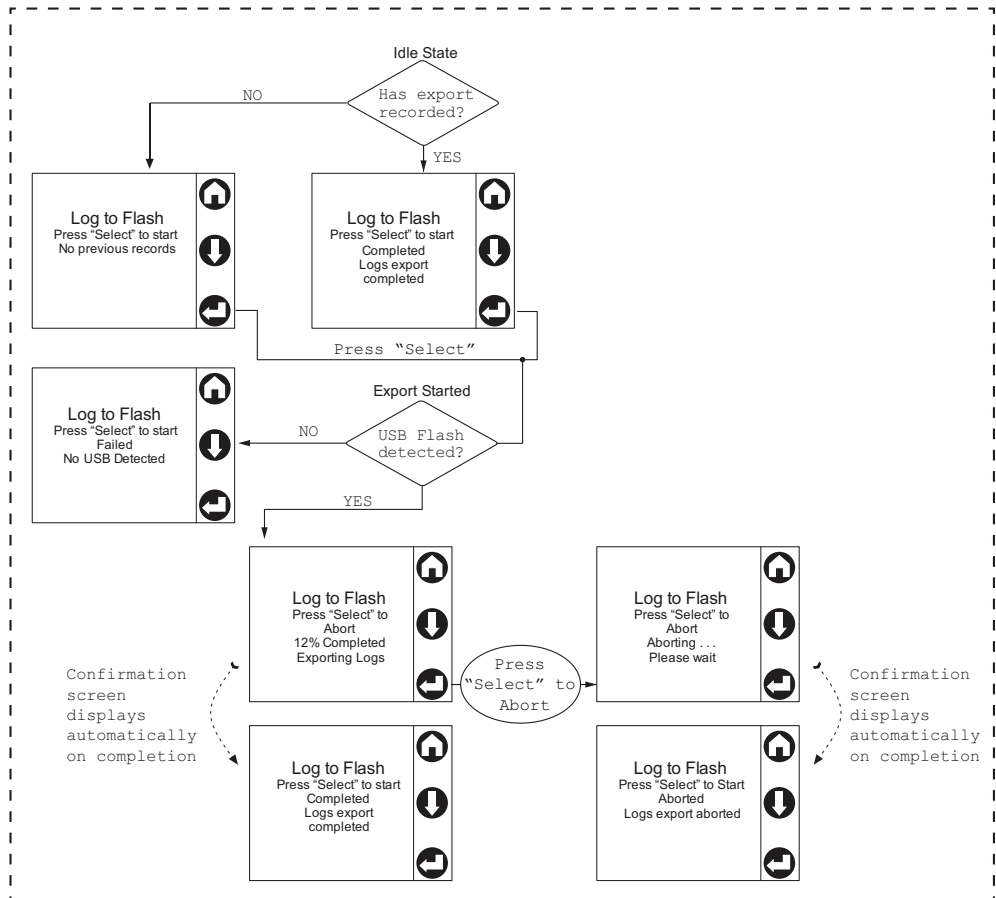 Idle State
Has export
recorded?
NO
YES
Log to Flash
Press “Select” to start
No previous records
Log to Flash
Press “Select” to start
Completed
Logs export
completed
Press “Select”
Log to Flash
Press “Select” to start
Failed
No USB Detected
Export Started
USB Flash
detected?
NO
YES
Log to Flash
Press “Select” to
Abort
12% Completed
Exporting Logs
Press
“Select” to
Abort
Log to Flash
Press “Select” to
Abort
Aborting . . .
Please wait
Confirmation
screen
displays
automatically
on completion
Log to Flash
Press “Select” to start
Completed
Logs export
completed
Log to Flash
Press “Select” to Start
Aborted
Logs export aborted
Confirmation
screen
displays
automatically
on completion